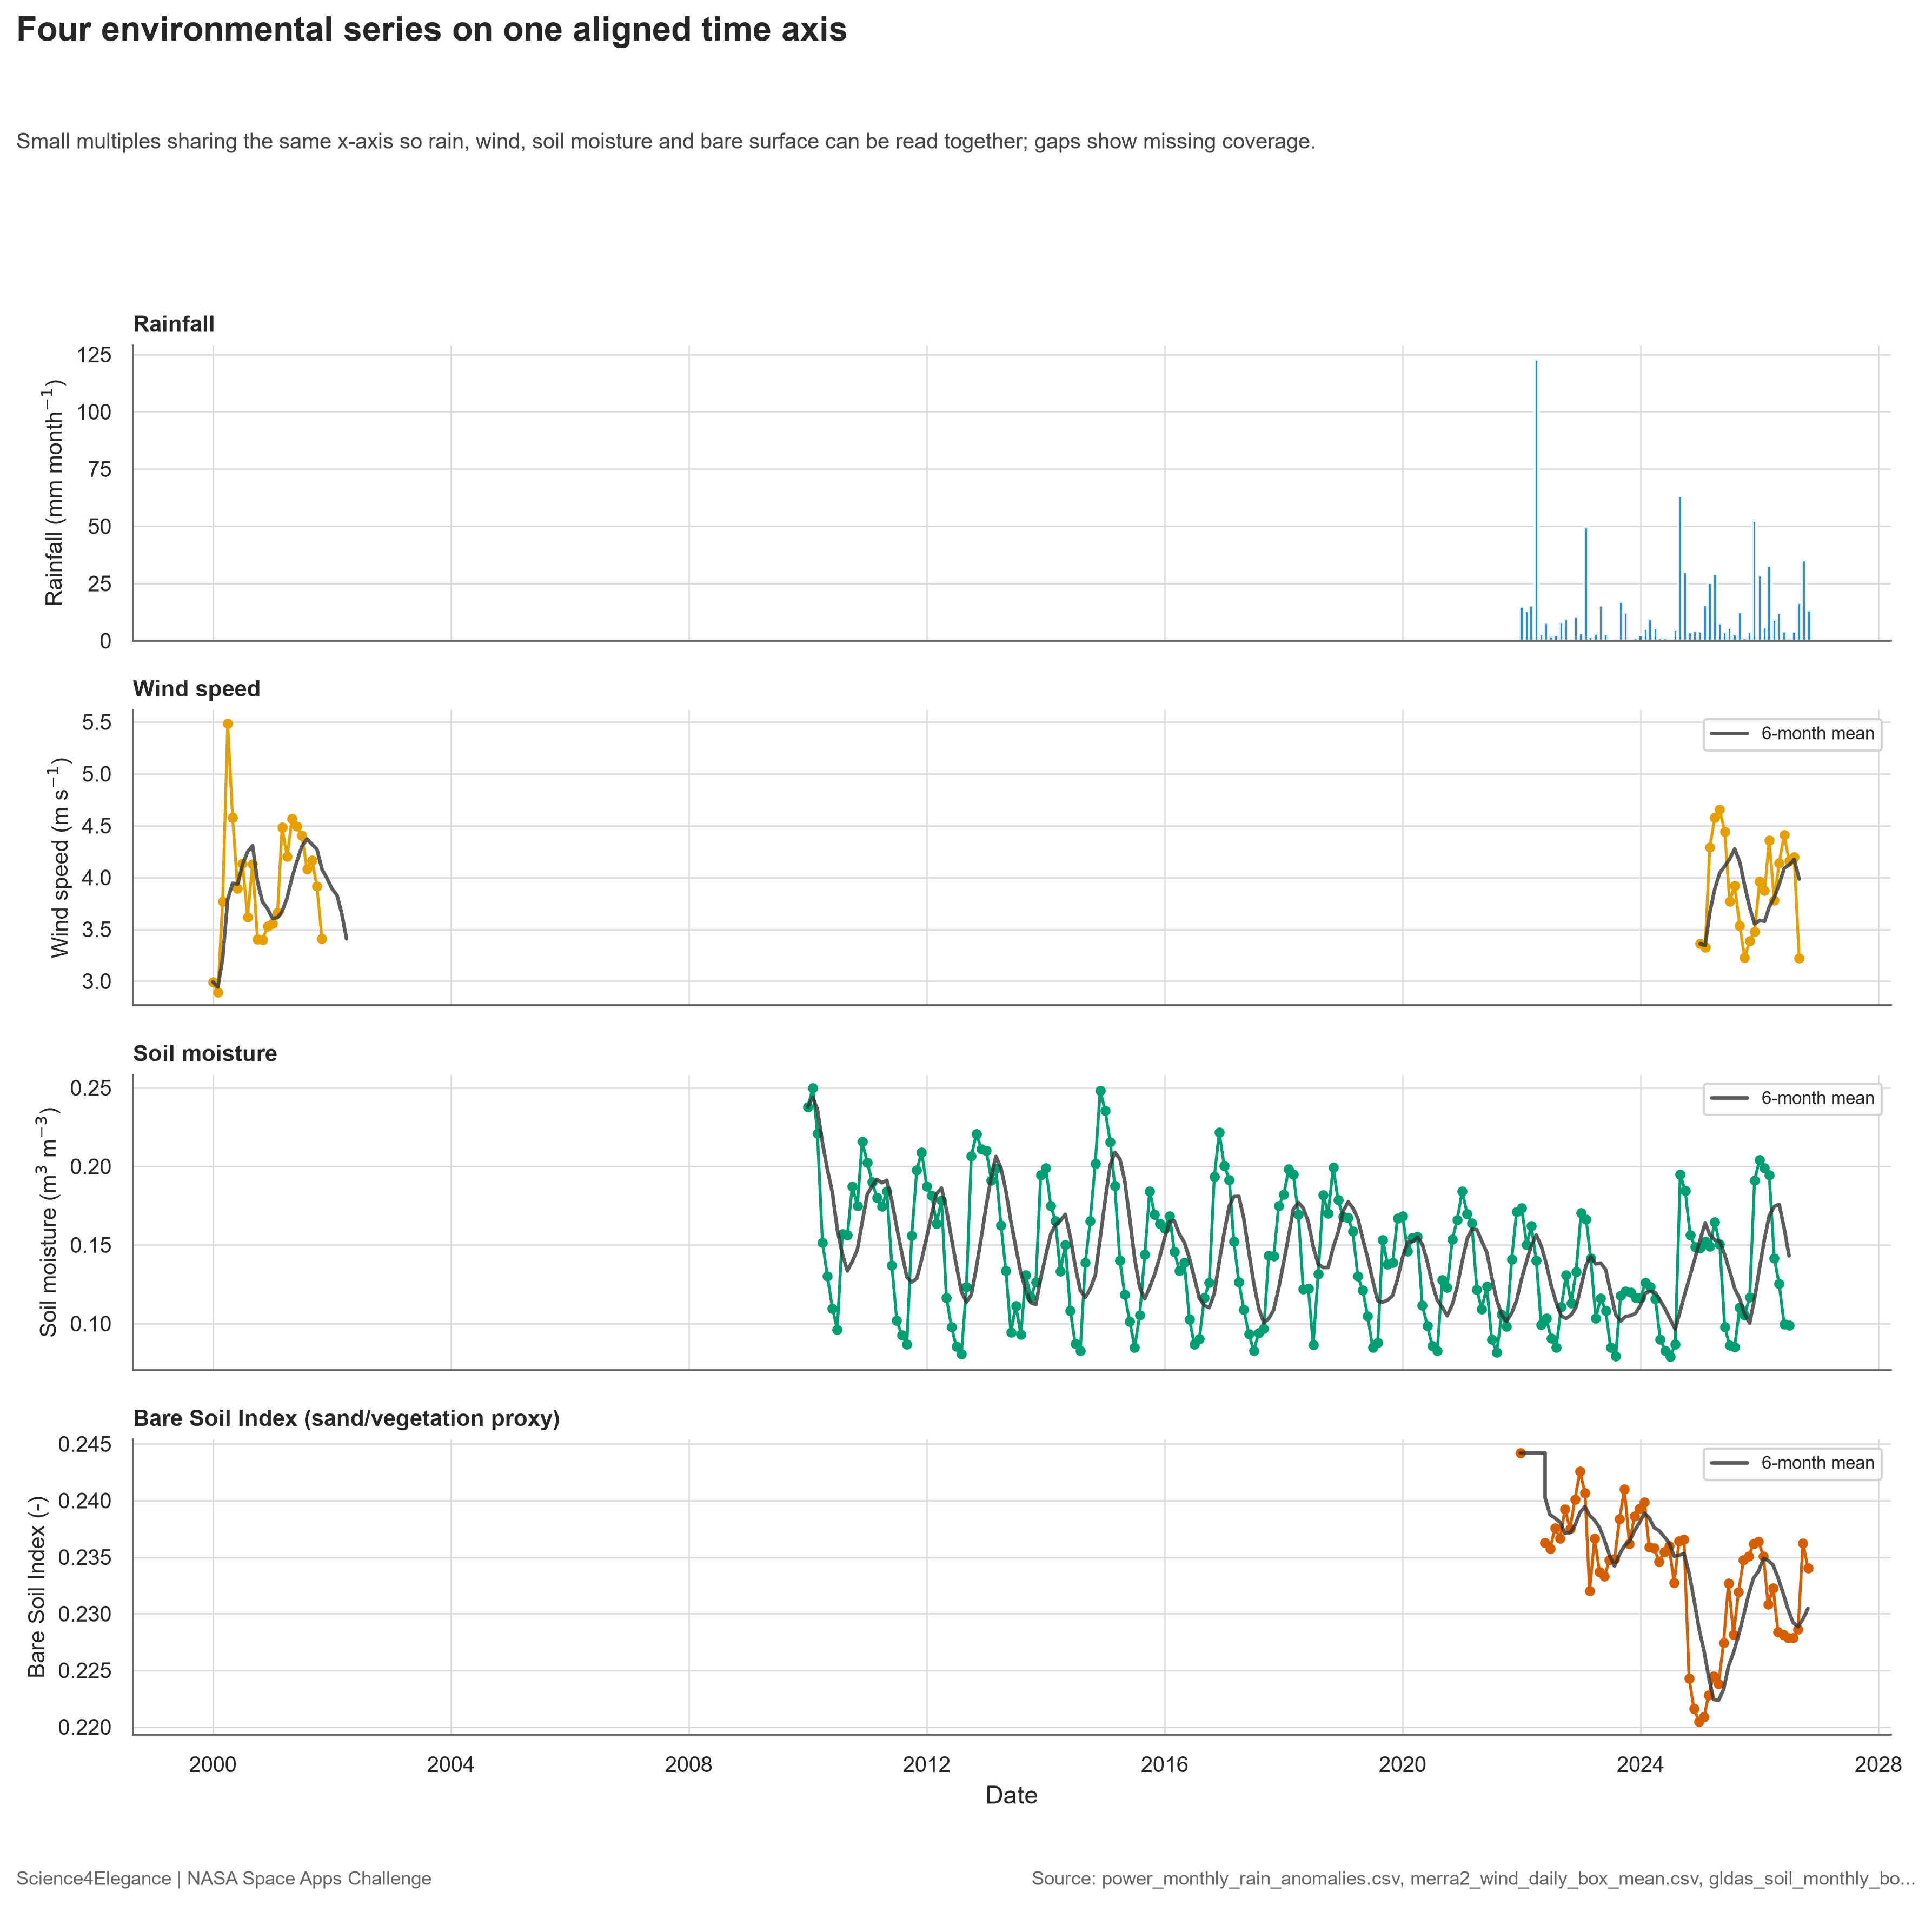 Four environmental series on one aligned time axis
Small multiples sharing the same x-axis so rain, wind, soil moisture and bare surface can be read together; gaps show missing coverage.
Rainfall
Rainfall (mm month⁻¹)
125
100
75
50
25
0
Wind speed
Wind speed (m s⁻¹)
5.5
5.0
4.5
4.0
3.5
3.0
6-month mean
Soil moisture
Soil moisture (m³ m⁻³)
0.25
0.20
0.15
0.10
6-month mean
Bare Soil Index (sand/vegetation proxy)
Bare Soil Index (-)
0.245
0.240
0.235
0.230
0.225
0.220
6-month mean
2000 2004 2008 2012 2016 2020 2024 2028
Date
Science4Elegance | NASA Space Apps Challenge
Source: power_monthly_rain_anomalies.csv, merra2_wind_daily_box_mean.csv, gldas_soil_monthly_bo...